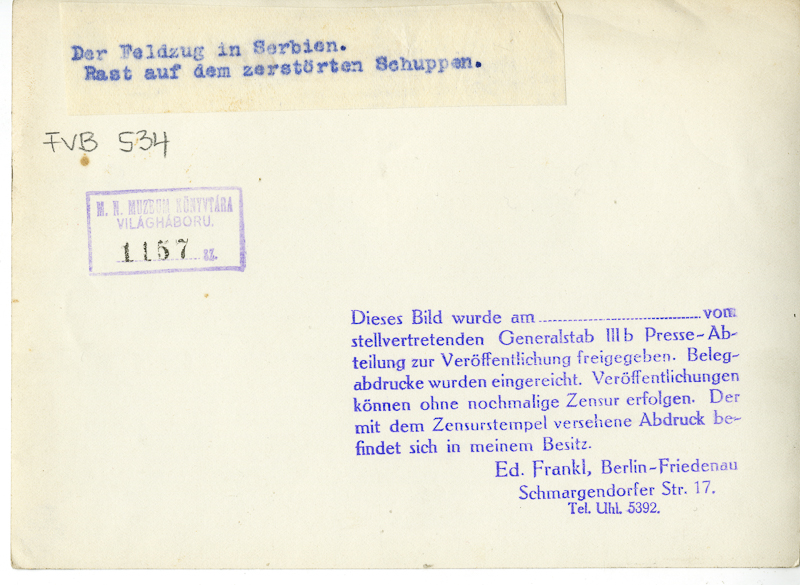 Der Feldzug in Serbien.
Rast auf dem zerstörten Schuppen.
FVB 534
M. N. MUZEUM KÖNYVTÁRA
VILÁGHÁBORU.
1157 sz.
Dieses Bild wurde am vom
stellvertretenden Generalstab IIIb Presse-Ab-
teilung zur Veröffentlichung freigegeben. Beleg-
abdrucke wurden eingereicht. Veröffentlichungen
können ohne nochmalige Zensur erfolgen. Der
mit dem Zensurstempel versehene Abdruck be-
findet sich in meinem Besitz.
Ed. Frankl, Berlin-Friedenau
Schmargendorfer Str. 17.
Tel. Uhl. 5392.